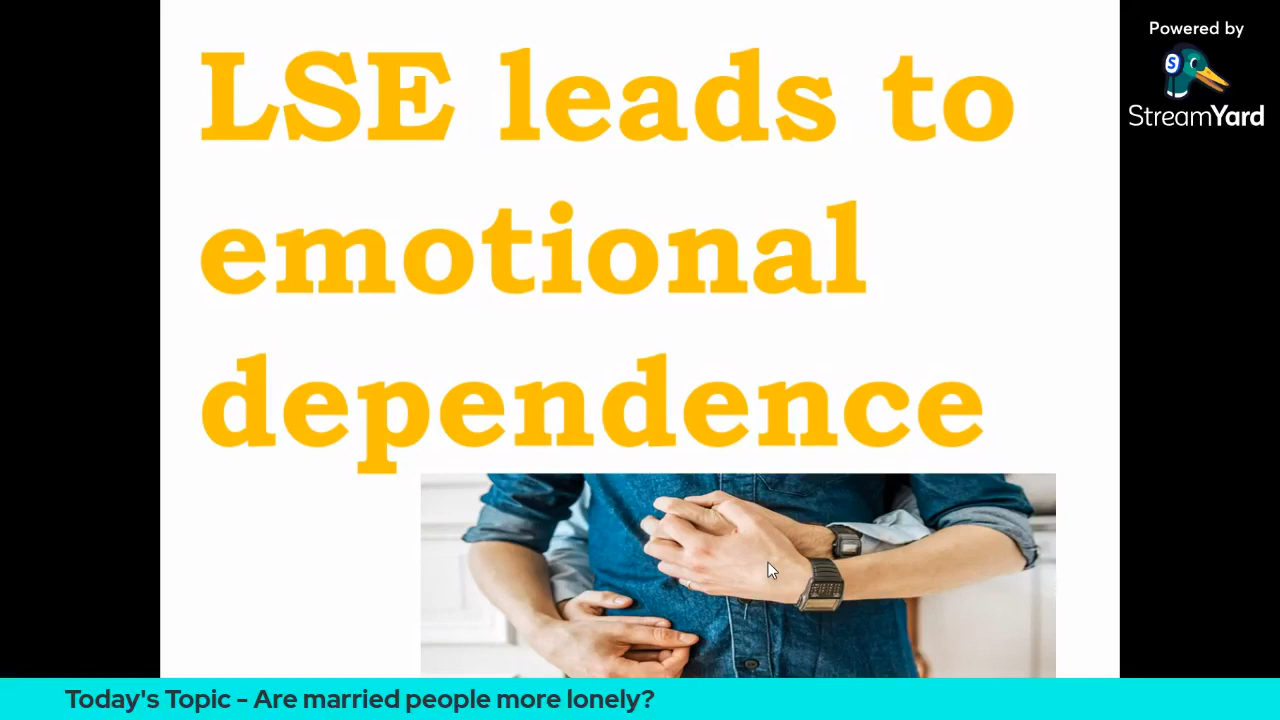 LSE leads to
emotional
dependence
Powered by
StreamYard
Today's Topic - Are married people more lonely?